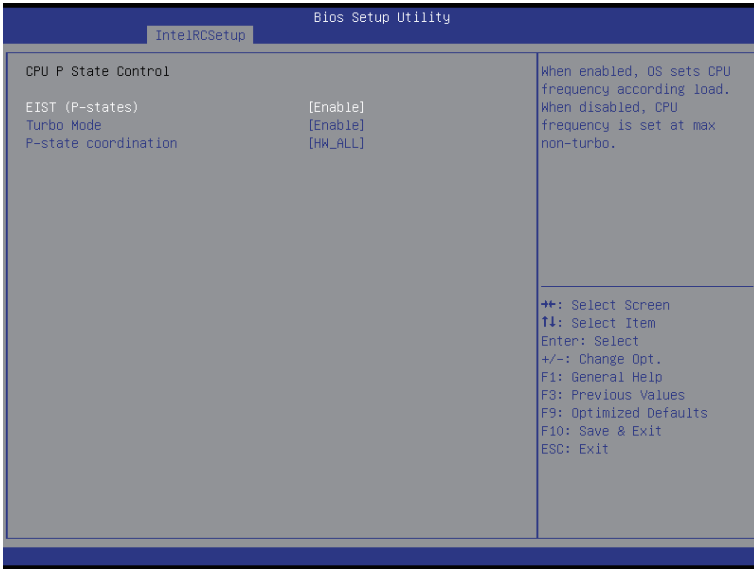 Bios Setup Utility
IntelRCSetup
CPU P State Control
EIST (P-states) [Enable]
Turbo Mode [Enable]
P-state coordination [HW_ALL]
When enabled, OS sets CPU
frequency according load.
When disabled, CPU
frequency is set at max
non-turbo.
→←: Select Screen
↑↓: Select Item
Enter: Select
+/-: Change Opt.
F1: General Help
F3: Previous Values
F9: Optimized Defaults
F10: Save & Exit
ESC: Exit